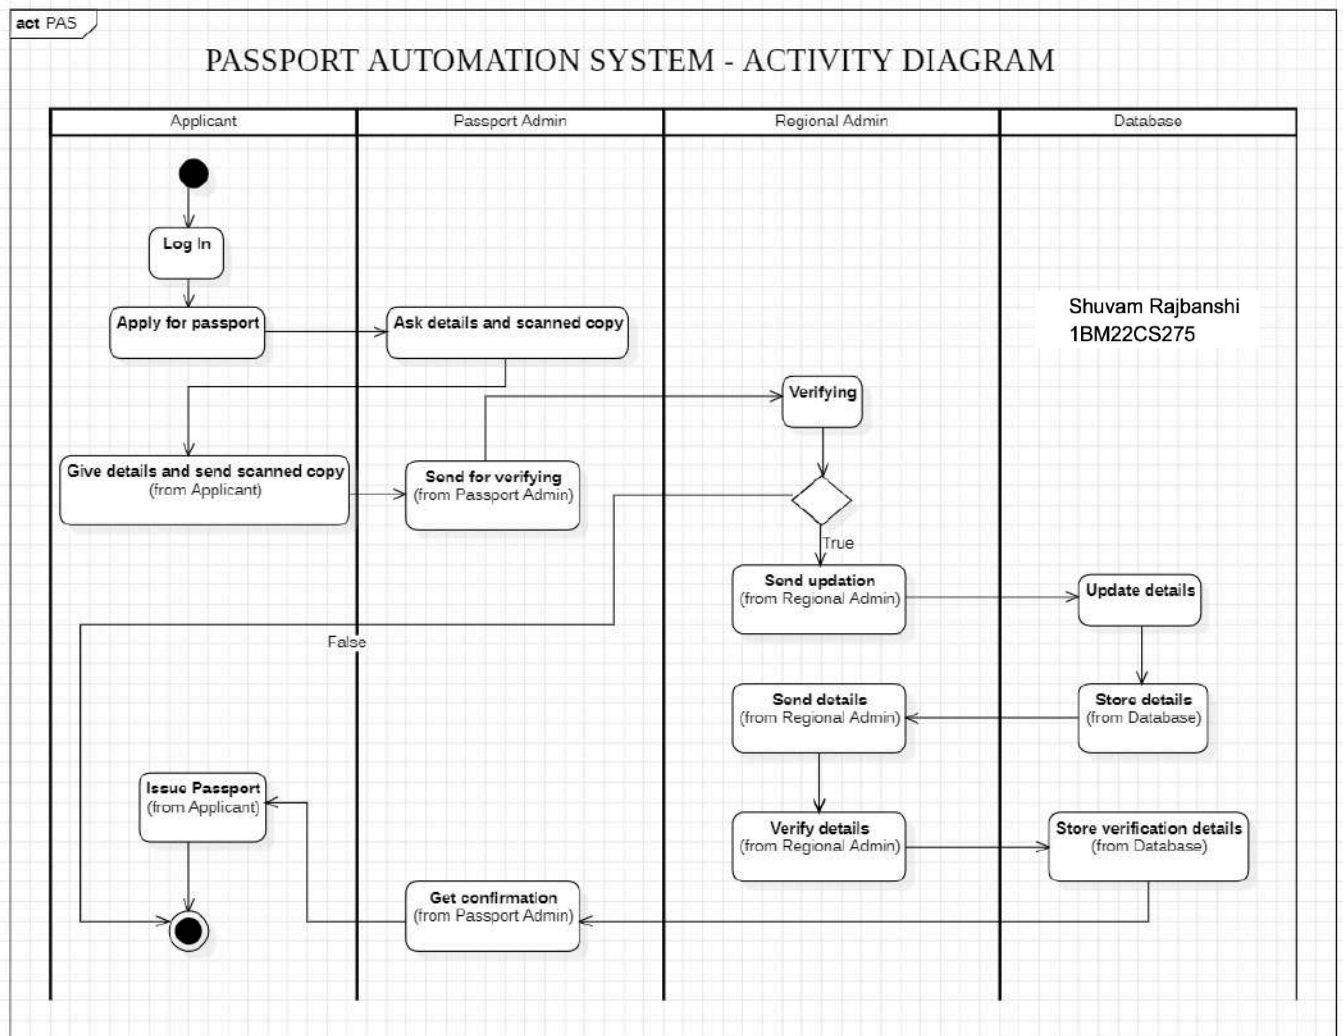 act PAS
PASSPORT AUTOMATION SYSTEM - ACTIVITY DIAGRAM
Applicant
Passport Admin
Regional Admin
Database
Log In
Apply for passport
Ask details and scanned copy
Shuvam Rajbanshi
1BM22CS275
Verifying
Give details and send scanned copy
(from Applicant)
Send for verifying
(from Passport Admin)
True
Send updation
(from Regional Admin)
Update details
False
Send details
(from Regional Admin)
Store details
(from Database)
Issue Passport
(from Applicant)
Verify details
(from Regional Admin)
Store verification details
(from Database)
Get confirmation
(from Passport Admin)